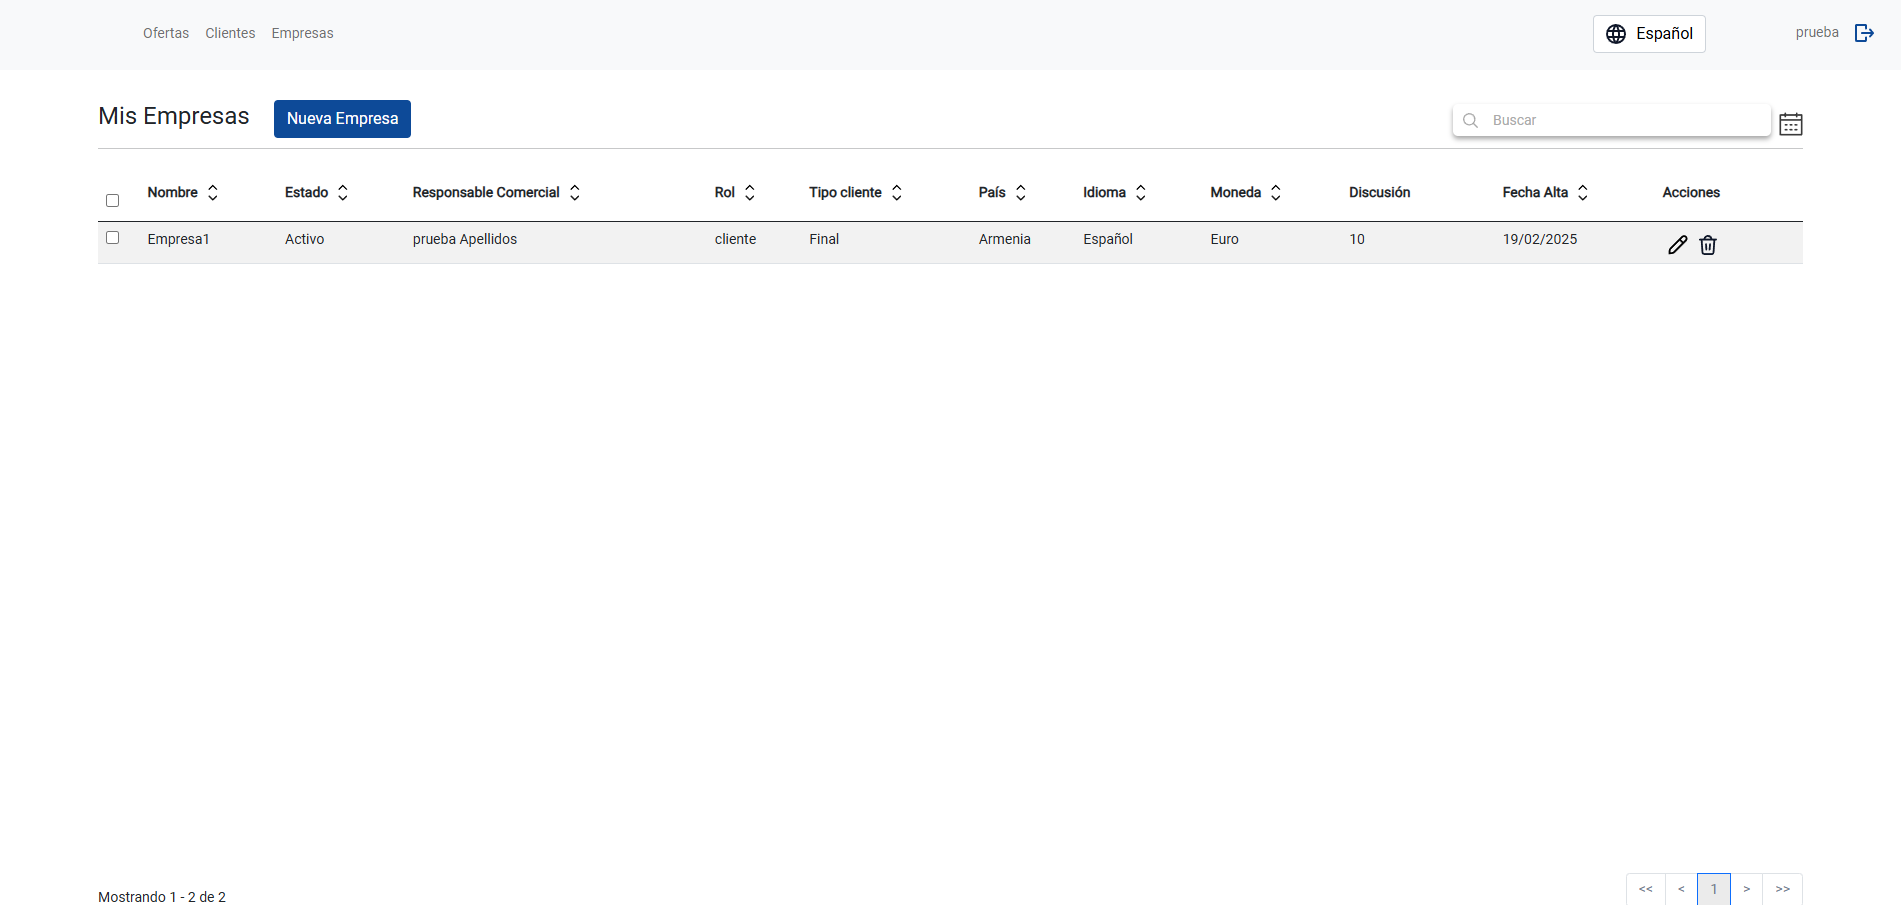 Ofertas Clientes Empresas Español prueba
Mis Empresas Nueva Empresa Buscar
Nombre Estado Responsable Comercial Rol Tipo cliente País Idioma Moneda Discusión Fecha Alta Acciones
Empresa1 Activo prueba Apellidos cliente Final Armenia Español Euro 10 19/02/2025
Mostrando 1 - 2 de 2 << < 1 > >>